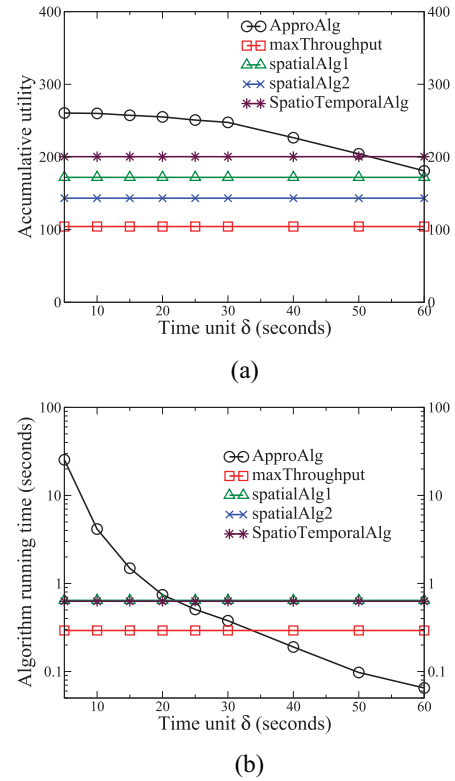 400 400
ApproAlg
maxThroughput
300 spatialAlg1 300
spatialAlg2
SpatioTemporalAlg
200 200
100 100
0 0
10 20 30 40 50 60
Accumulative utility
Time unit δ (seconds)
(a)
100 100
ApproAlg
maxThroughput
10 spatialAlg1 10
spatialAlg2
SpatioTemporalAlg
1 1
0.1 0.1
10 20 30 40 50 60
Algorithm running time (seconds)
Time unit δ (seconds)
(b)